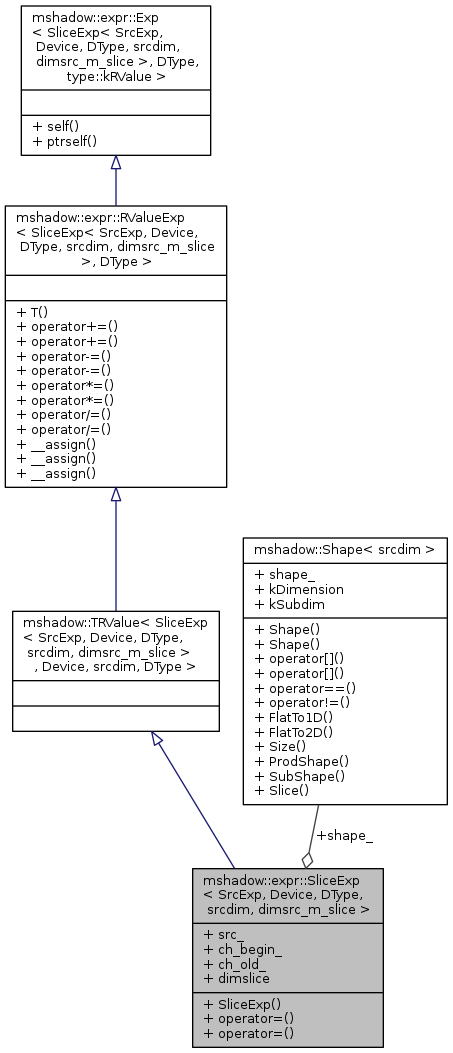 mshadow::expr::Exp
< SliceExp< SrcExp,
Device, DType, srcdim,
dimsrc_m_slice >, DType,
type::kRValue >
+ self()
+ ptrself()
mshadow::expr::RValueExp
< SliceExp< SrcExp, Device,
DType, srcdim, dimsrc_m_slice
>, DType >
+ T()
+ operator+=()
+ operator+=()
+ operator-=()
+ operator-=()
+ operator*=()
+ operator*=()
+ operator/=()
+ operator/=()
+ __assign()
+ __assign()
+ __assign()
mshadow::TRValue< SliceExp
< SrcExp, Device, DType,
srcdim, dimsrc_m_slice >
, Device, srcdim, DType >
mshadow::Shape< srcdim >
+ shape_
+ kDimension
+ kSubdim
+ Shape()
+ Shape()
+ operator[]()
+ operator[]()
+ operator==()
+ operator!=()
+ FlatTo1D()
+ FlatTo2D()
+ Size()
+ ProdShape()
+ SubShape()
+ Slice()
+shape_
mshadow::expr::SliceExp
< SrcExp, Device, DType,
srcdim, dimsrc_m_slice >
+ src_
+ ch_begin_
+ ch_old_
+ dimslice
+ SliceExp()
+ operator=()
+ operator=()